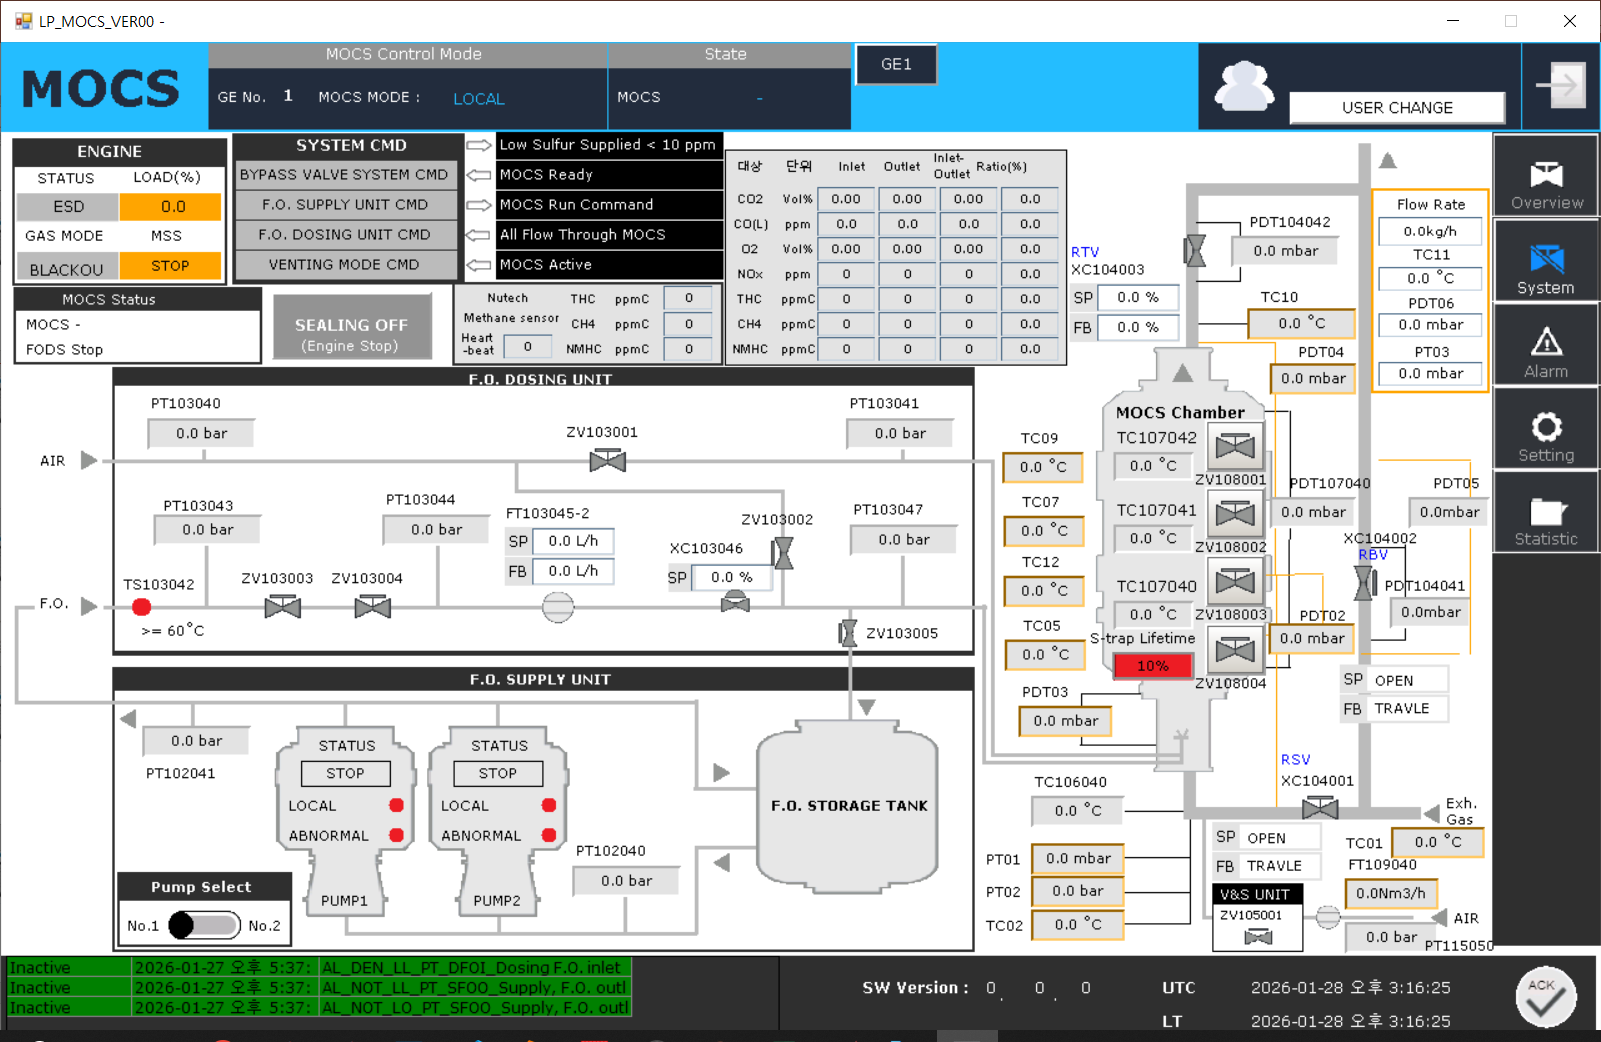 LP_MOCS_VER00 -
MOCS
MOCS Control Mode
State
GE No. 1 MOCS MODE : LOCAL
MOCS -
GE1
USER CHANGE
ENGINE
STATUS LOAD(%)
ESD 0.0
GAS MODE MSS
BLACKOU STOP
SYSTEM CMD
BYPASS VALVE SYSTEM CMD
F.O. SUPPLY UNIT CMD
F.O. DOSING UNIT CMD
VENTING MODE CMD
Low Sulfur Supplied < 10 ppm
MOCS Ready
MOCS Run Command
All Flow Through MOCS
MOCS Active
MOCS Status
MOCS -
FODS Stop
SEALING OFF
(Engine Stop)
Nutech
Methane sensor
Heart
-beat
0
THC ppmC 0
CH4 ppmC 0
NMHC ppmC 0
대상 단위 Inlet Outlet Inlet-
Outlet Ratio(%)
CO2 Vol% 0.00 0.00 0.00 0.0
CO(L) ppm 0.0 0.0 0.0 0.0
O2 Vol% 0.00 0.00 0.00 0.0
NOx ppm 0 0 0 0.0
THC ppmC 0 0 0 0.0
CH4 ppmC 0 0 0 0.0
NMHC ppmC 0 0 0 0.0
RTV
XC104003
SP 0.0 %
FB 0.0 %
PDT104042
0.0 mbar
TC10
0.0 °C
PDT04
0.0 mbar
Flow Rate
0.0kg/h
TC11
0.0 °C
PDT06
0.0 mbar
PT03
0.0 mbar
Overview
System
Alarm
Setting
Statistic
F.O. DOSING UNIT
PT103040
0.0 bar
ZV103001
PT103041
0.0 bar
AIR
PT103043
0.0 bar
PT103044
0.0 bar
FT103045-2
SP 0.0 L/h
FB 0.0 L/h
ZV103002
XC103046
SP 0.0 %
PT103047
0.0 bar
TS103042
ZV103003
ZV103004
F.O.
>= 60°C
ZV103005
F.O. SUPPLY UNIT
0.0 bar
PT102041
STATUS
STOP
LOCAL
ABNORMAL
PUMP1
STATUS
STOP
LOCAL
ABNORMAL
PUMP2
PT102040
0.0 bar
F.O. STORAGE TANK
Pump Select
No.1 No.2
TC09
0.0 °C
TC07
0.0 °C
TC12
0.0 °C
TC05
0.0 °C
PDT03
0.0 mbar
MOCS Chamber
TC107042
0.0 °C
ZV108001
TC107041
0.0 °C
ZV108002
TC107040
0.0 °C
ZV108003
S-trap Lifetime
10%
ZV108004
PDT107040
0.0 mbar
PDT05
0.0mbar
XC104002
RBV
PDT104041
0.0mbar
PDT02
0.0 mbar
SP OPEN
FB TRAVLE
RSV
XC104001
TC106040
0.0 °C
PT01 0.0 mbar
PT02 0.0 bar
TC02 0.0 °C
SP OPEN
FB TRAVLE
Exh.
Gas
TC01 0.0 °C
FT109040
0.0Nm3/h
V&S UNIT
ZV105001
AIR
0.0 bar
PT115050
Inactive 2026-01-27 오후 5:37: AL_DEN_LL_PT_DFOI_Dosing F.O. inlet
Inactive 2026-01-27 오후 5:37: AL_NOT_LL_PT_SFOO_Supply, F.O. outl
Inactive 2026-01-27 오후 5:37: AL_NOT_LO_PT_SFOO_Supply, F.O. outl
SW Version : 0 . 0 . 0
UTC 2026-01-28 오후 3:16:25
LT 2026-01-28 오후 3:16:25
ACK